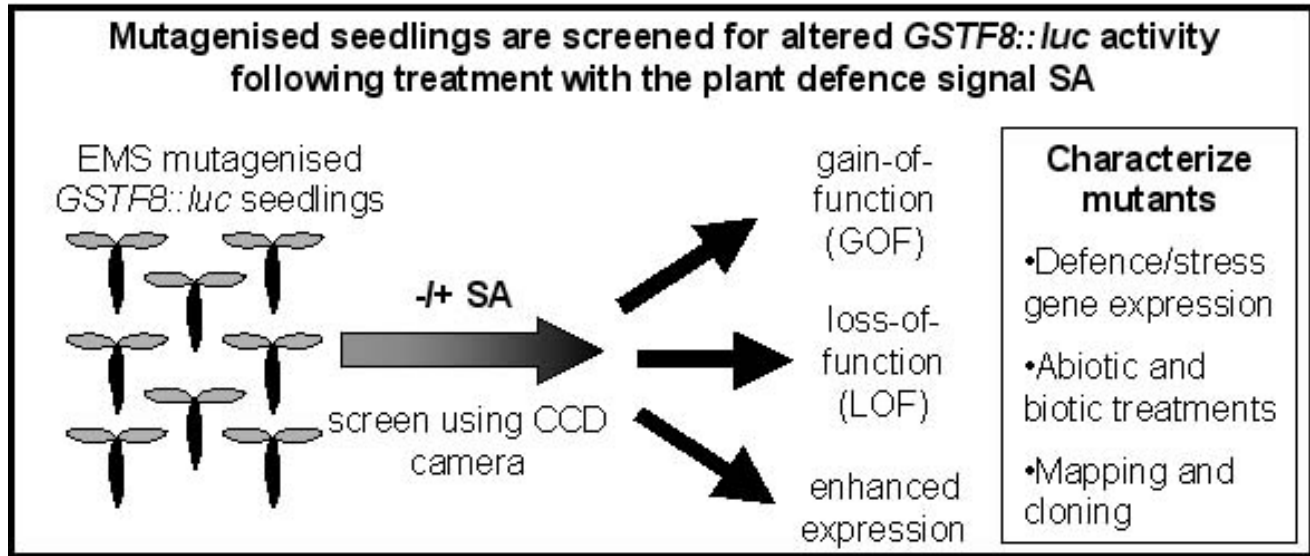 Mutagenised seedlings are screened for altered GSTF8::luc activity
following treatment with the plant defence signal SA
EMS mutagenised
GSTF8::luc seedlings
-/+ SA
screen using CCD
camera
gain-of-
function
(GOF)
loss-of-
function
(LOF)
enhanced
expression
Characterize
mutants
•Defence/stress
gene expression
•Abiotic and
biotic treatments
•Mapping and
cloning